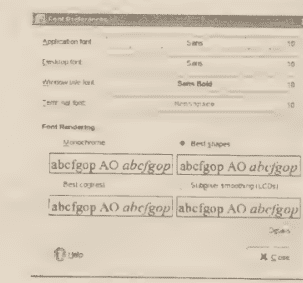 Font Preferences
Application font Sans 10
Desktop font Sans 10
Window title font Sans Bold 10
Terminal font Monospace 10
Font Rendering
Monochrome Best shapes
abcfgop AO abcfgop abcfgop AO abcfgop
Best contrast Subpixel smoothing (LCDs)
abcfgop AO abcfgop abcfgop AO abcfgop
Details
Help Close